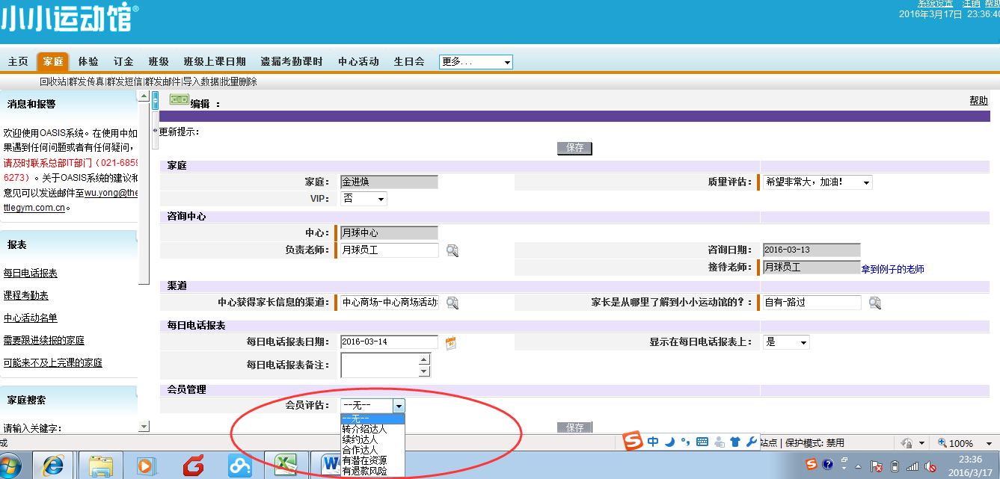 小小运动馆®
系统设置 注销 帮助
2016年3月17日 23:36:40
主页 家庭 体验 订金 班级 班级上课日期 遗漏考勤课时 中心活动 生日会 更多...
回收站|群发传真|群发短信|群发邮件|导入数据|批量删除
消息和报警
欢迎使用OASIS系统。在使用中如
果遇到任何问题或者有任何疑问，
请及时联系总部IT部门（021-6859
6273）。关于OASIS系统的建议和
意见可以发送邮件至wu.yong@the
ttlegym.com.cn。
报表
每日电话报表
课程考勤表
中心活动名单
需要跟进续报的家庭
可能来不及上完课的家庭
家庭搜索
请输入关键字：
编辑 ：
帮助
更新提示：
保存
家庭
家庭： 金进焕 质量评估： 希望非常大，加油！
VIP： 否
咨询中心
中心： 月球中心
负责老师： 月球员工 咨询日期： 2016-03-13
接待老师： 月球员工 拿到例子的老师
渠道
中心获得家长信息的渠道： 中心商场-中心商场活动 家长是从哪里了解到小小运动馆的？： 自有-路过
每日电话报表
每日电话报表日期： 2016-03-14 显示在每日电话报表上： 是
每日电话报表备注：
会员管理
会员评估： --无--
--无--
转介绍达人
续约达人
合作达人
有潜在资源
有退款风险
保存
成
中
站点 | 保护模式: 禁用
100%
23:36
2016/3/17